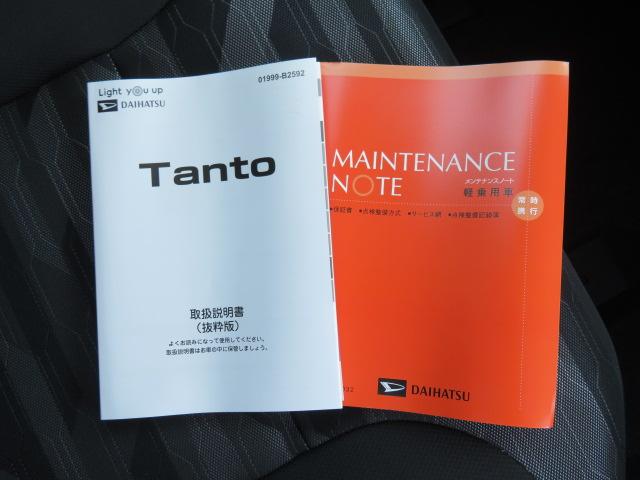 Light you up
01999-B2592
DAIHATSU
Tanto
取扱説明書
（抜粋版）
よくお読みになって使用してください。
取扱説明書はお車の中に保管しましょう。
MAINTENANCE
NOTE
メンテナンスノート
軽乗用車
常時
携行
●保証書 ●点検整備方式 ●サービス網 ●点検整備記録簿
DAIHATSU